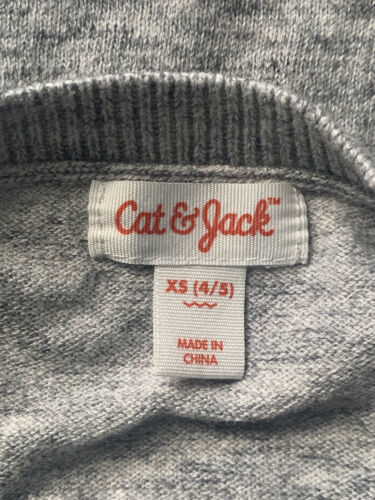 Cat & Jack™
XS (4/5)
MADE IN
CHINA